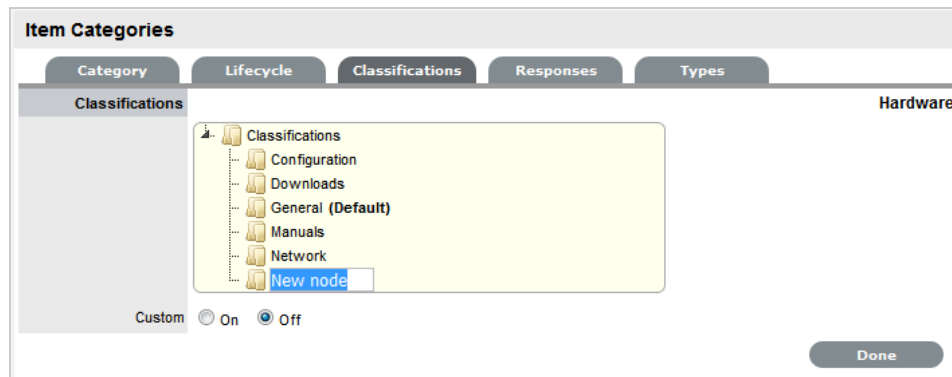 Item Categories
Category Lifecycle Classifications Responses Types
Classifications Hardware
Classifications
Configuration
Downloads
General (Default)
Manuals
Network
New node
Custom On Off
Done